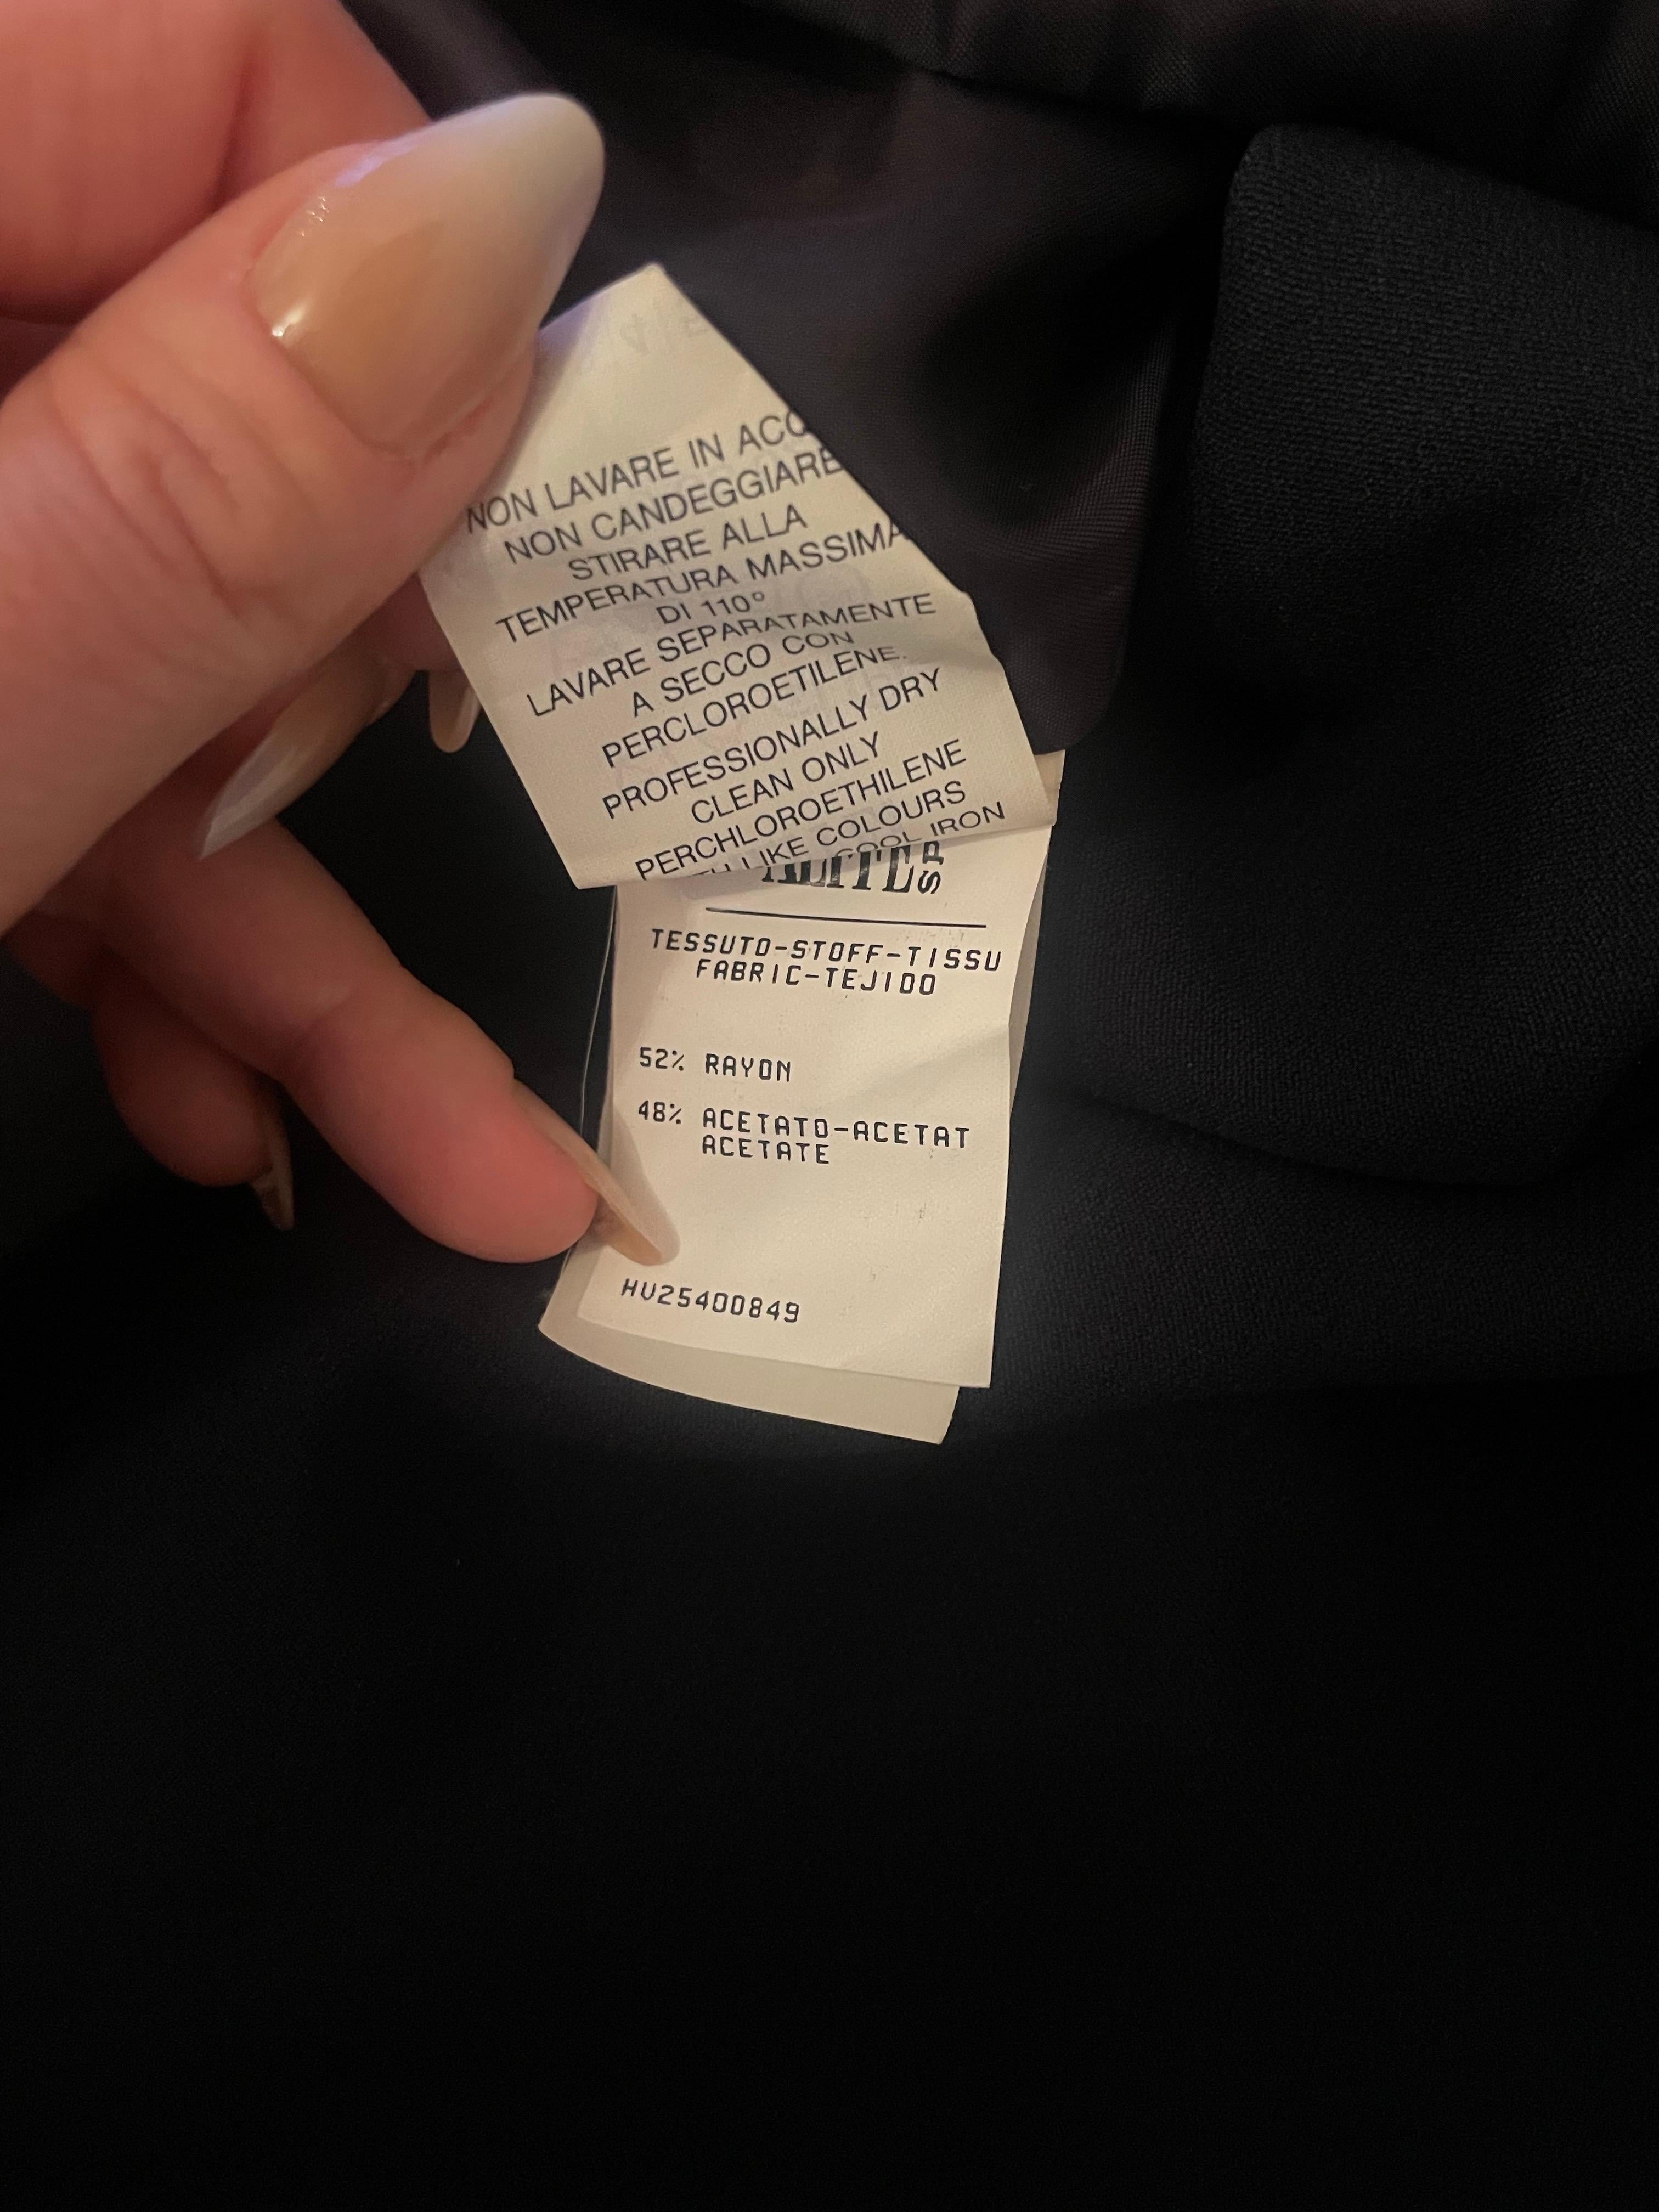 NON LAVARE IN
NON CANDEGGIARE
STIRARE ALLA
TEMPERATURA MASSIMA
DI 110°
LAVARE SEPARATAMENTE
A SECCO CON
PERCLOROETILENE.
PROFESSIONALLY DRY
CLEAN ONLY
PERCHLOROETHILENE
LIKE COLOURS
COOL IRON
TESSUTO-STOFF-TISSU
FABRIC-TEJIDO
52% RAYON
48% ACETATO-ACETAT
ACETATE
HV25400849